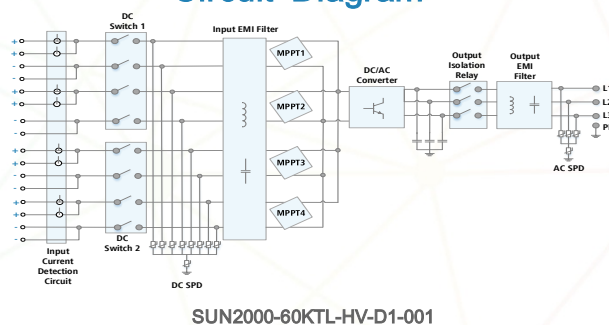 Circuit Diagram
DC
Switch 1
Input EMI Filter
MPPT1
MPPT2
MPPT3
MPPT4
DC/AC
Converter
Output
Isolation
Relay
Output
EMI
Filter
L1
L2
L3
AC SPD
+
+
-
-
+
+
-
-
+
+
-
-
+
+
-
-
Input
Current
Detection
Circuit
DC
Switch 2
DC SPD
SUN2000-60KTL-HV-D1-001